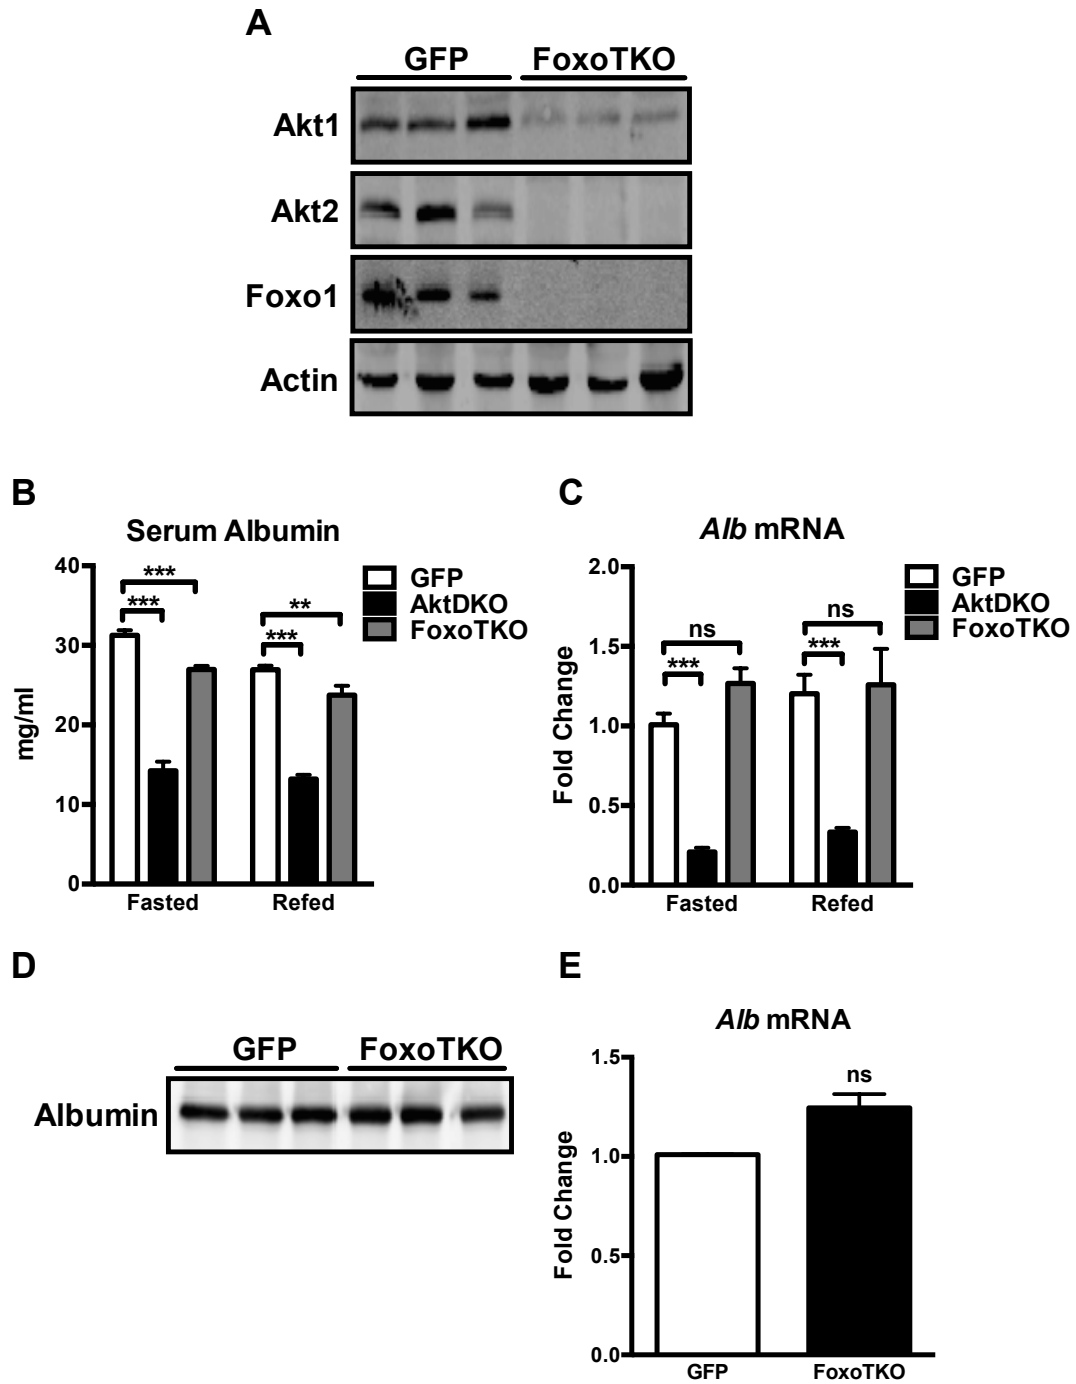 A
GFP FoxoTKO
Akt1
Akt2
Foxo1
Actin
B
Serum Albumin
GFP
AktDKO
FoxoTKO
mg/ml
40
30
20
10
0
***
***
**
***
Fasted Refed
C
Alb mRNA
GFP
AktDKO
FoxoTKO
Fold Change
2.0
1.5
1.0
0.5
0.0
ns
***
ns
***
Fasted Refed
D
GFP FoxoTKO
Albumin
E
Alb mRNA
Fold Change
1.5
1.0
0.5
0.0
ns
GFP FoxoTKO